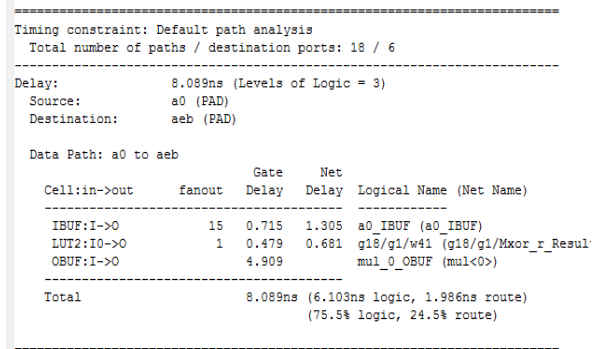 Timing constraint: Default path analysis
Total number of paths / destination ports: 18 / 6
Delay: 8.089ns (Levels of Logic = 3)
Source: a0 (PAD)
Destination: aeb (PAD)
Data Path: a0 to aeb
Gate Net
Cell:in->out fanout Delay Delay Logical Name (Net Name)
IBUF:I->O 15 0.715 1.305 a0_IBUF (a0_IBUF)
LUT2:I0->O 1 0.479 0.681 g18/g1/w41 (g18/g1/Mxor_r_Resul
OBUF:I->O 4.909 mul_0_OBUF (mul<0>)
Total 8.089ns (6.103ns logic, 1.986ns route)
(75.5% logic, 24.5% route)